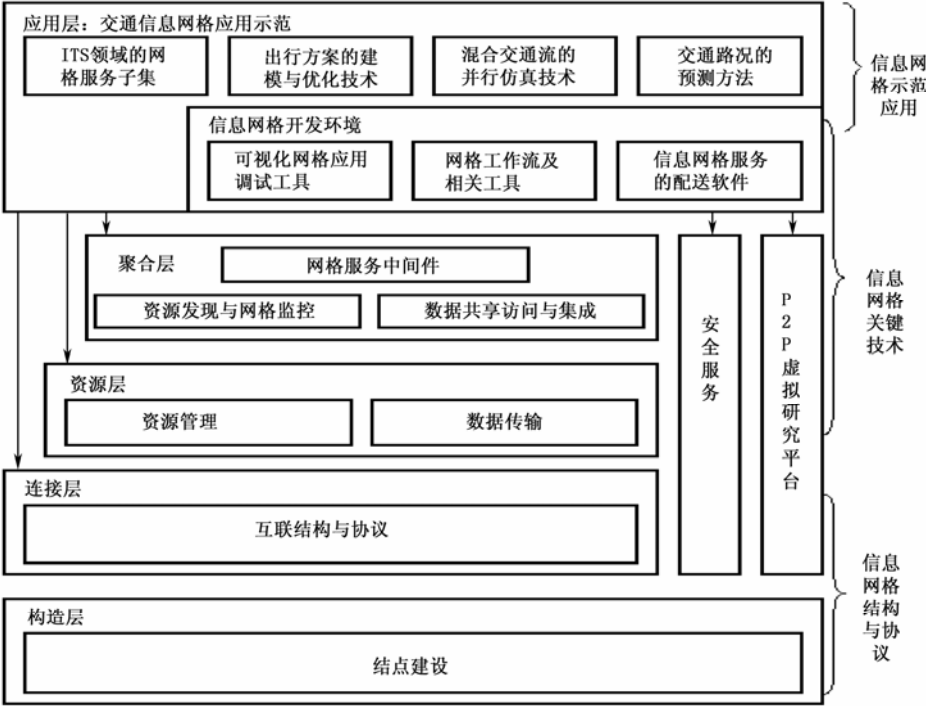 应用层：交通信息网格应用示范
ITS领域的网
格服务子集
出行方案的建
模与优化技术
混合交通流的
并行仿真技术
交通路况的
预测方法
信息网
格示范
应用
信息网格开发环境
可视化网格应用
调试工具
网格工作流及
相关工具
信息网格服务
的配送软件
聚合层
网格服务中间件
资源发现与网格监控
数据共享访问与集成
安全服务
P2P虚拟研究平台
信息
网格
关键
技术
资源层
资源管理
数据传输
连接层
互联结构与协议
信息
网格
结构
与协
议
构造层
结点建设